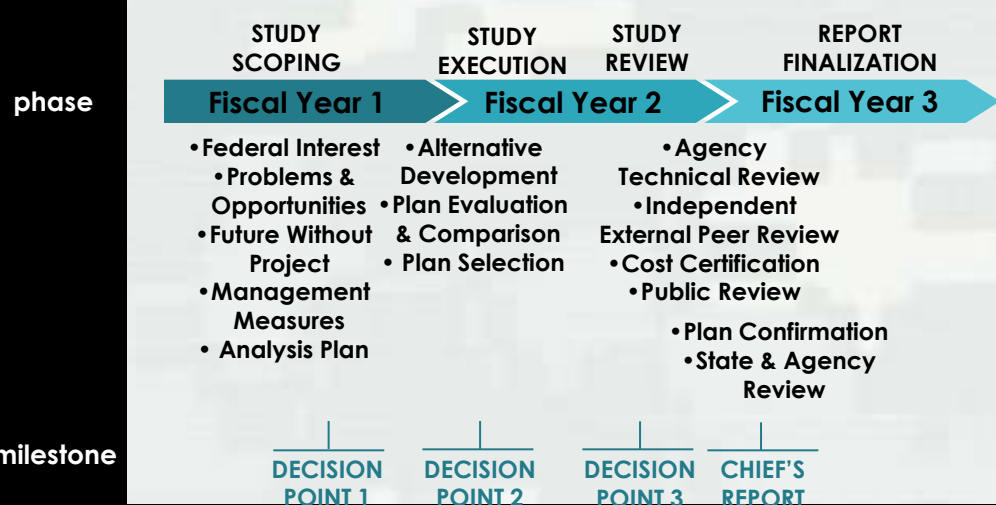 STUDY
SCOPING
STUDY
EXECUTION
STUDY
REVIEW
REPORT
FINALIZATION
phase
Fiscal Year 1
Fiscal Year 2
Fiscal Year 3
•Federal Interest
•Problems &
Opportunities
•Future Without
Project
•Management
Measures
• Analysis Plan
•Alternative
Development
•Plan Evaluation
& Comparison
• Plan Selection
•Agency
Technical Review
•Independent
External Peer Review
•Cost Certification
•Public Review
•Plan Confirmation
•State & Agency
Review
milestone
DECISION
POINT 1
DECISION
POINT 2
DECISION
POINT 3
CHIEF'S
REPORT